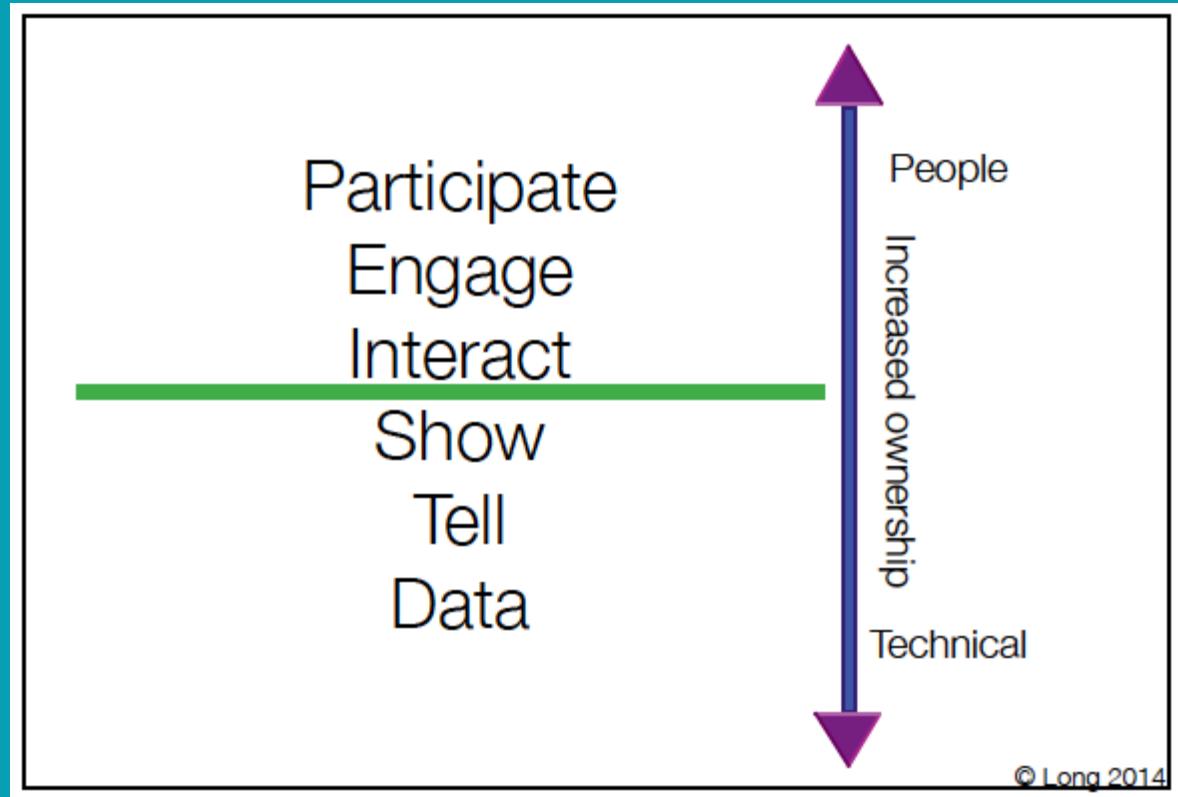 Participate
Engage
Interact
Show
Tell
Data
People
Increased ownership
Technical
© Long 2014